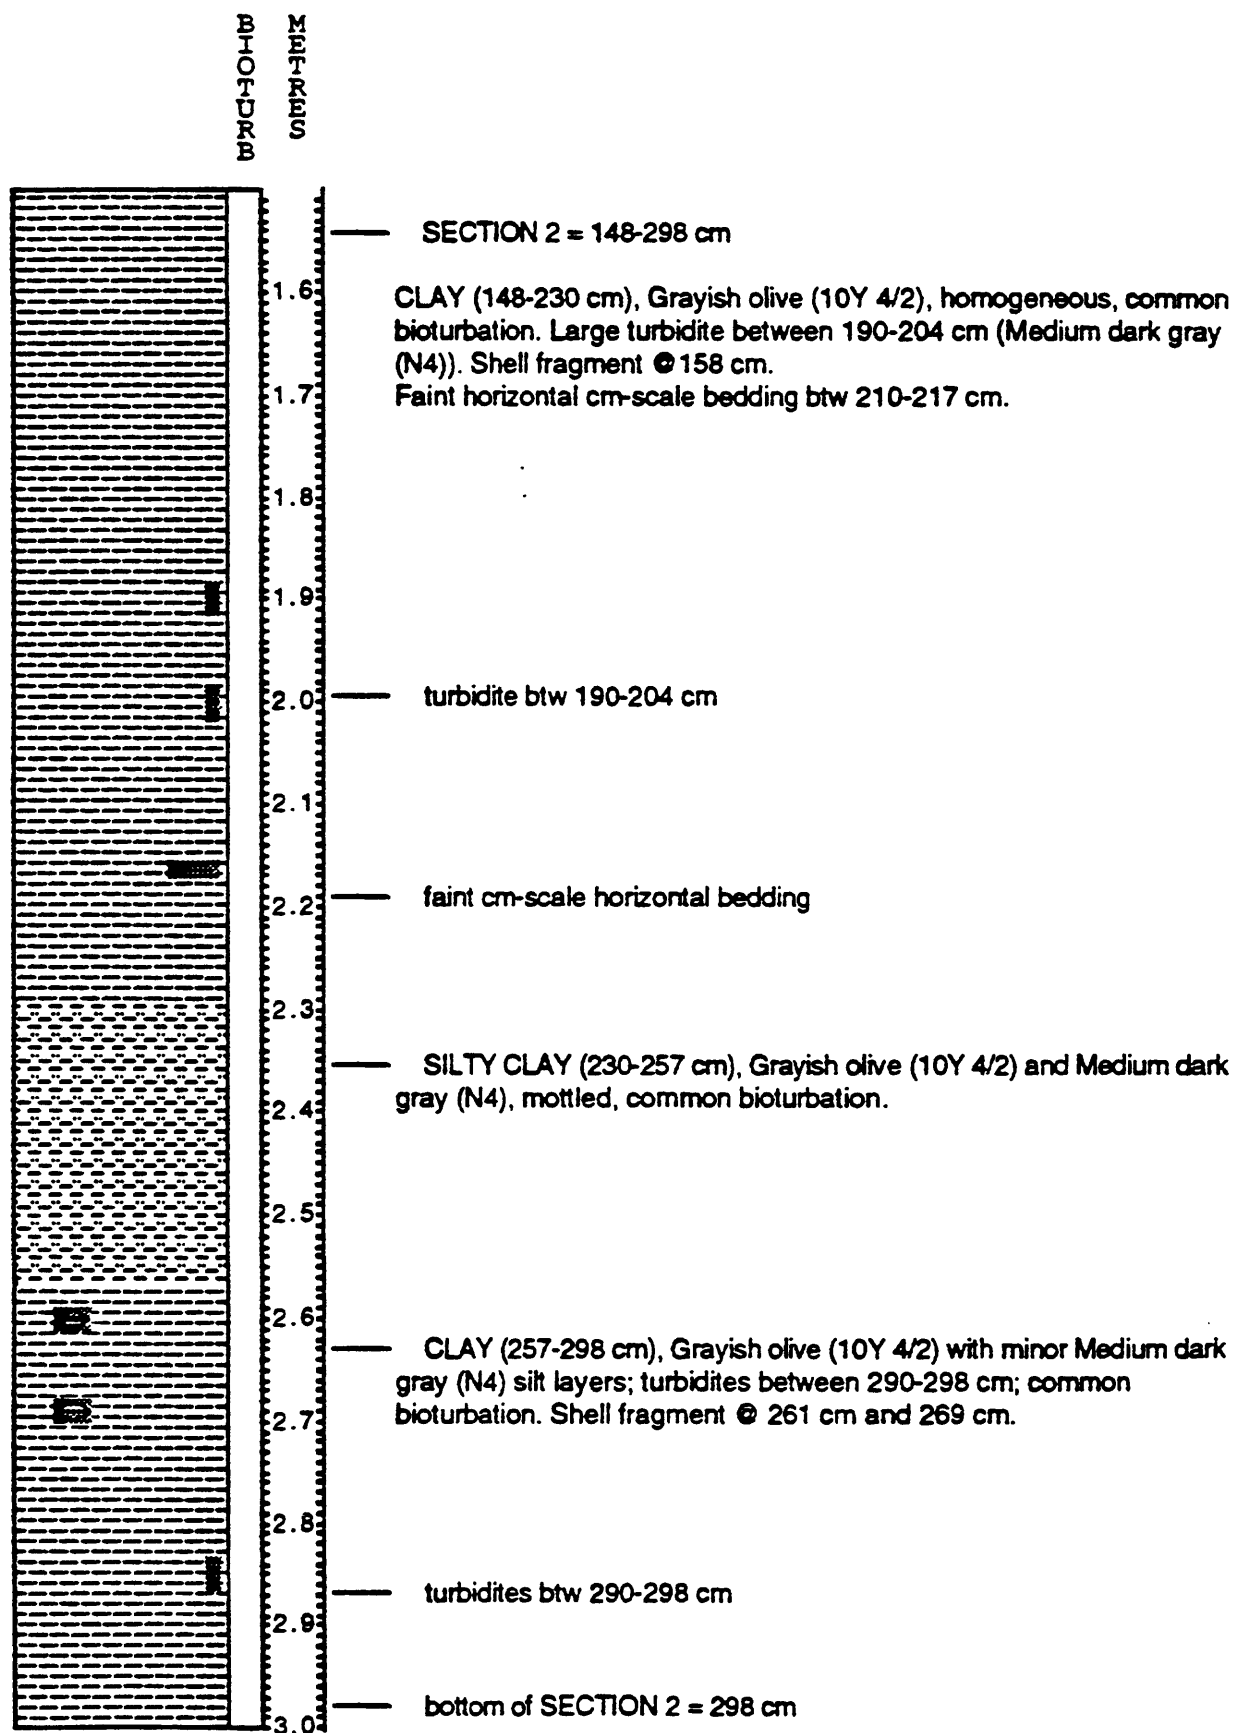 BIOTURB
METRES
SECTION 2 = 148-298 cm
1.6
CLAY (148-230 cm), Grayish olive (10Y 4/2), homogeneous, common
bioturbation. Large turbidite between 190-204 cm (Medium dark gray
(N4)). Shell fragment @ 158 cm.
1.7
Faint horizontal cm-scale bedding btw 210-217 cm.
1.8
1.9
2.0
turbidite btw 190-204 cm
2.1
2.2
faint cm-scale horizontal bedding
2.3
SILTY CLAY (230-257 cm), Grayish olive (10Y 4/2) and Medium dark
gray (N4), mottled, common bioturbation.
2.4
2.5
2.6
CLAY (257-298 cm), Grayish olive (10Y 4/2) with minor Medium dark
gray (N4) silt layers; turbidites between 290-298 cm; common
bioturbation. Shell fragment @ 261 cm and 269 cm.
2.7
2.8
turbidites btw 290-298 cm
2.9
bottom of SECTION 2 = 298 cm
3.0